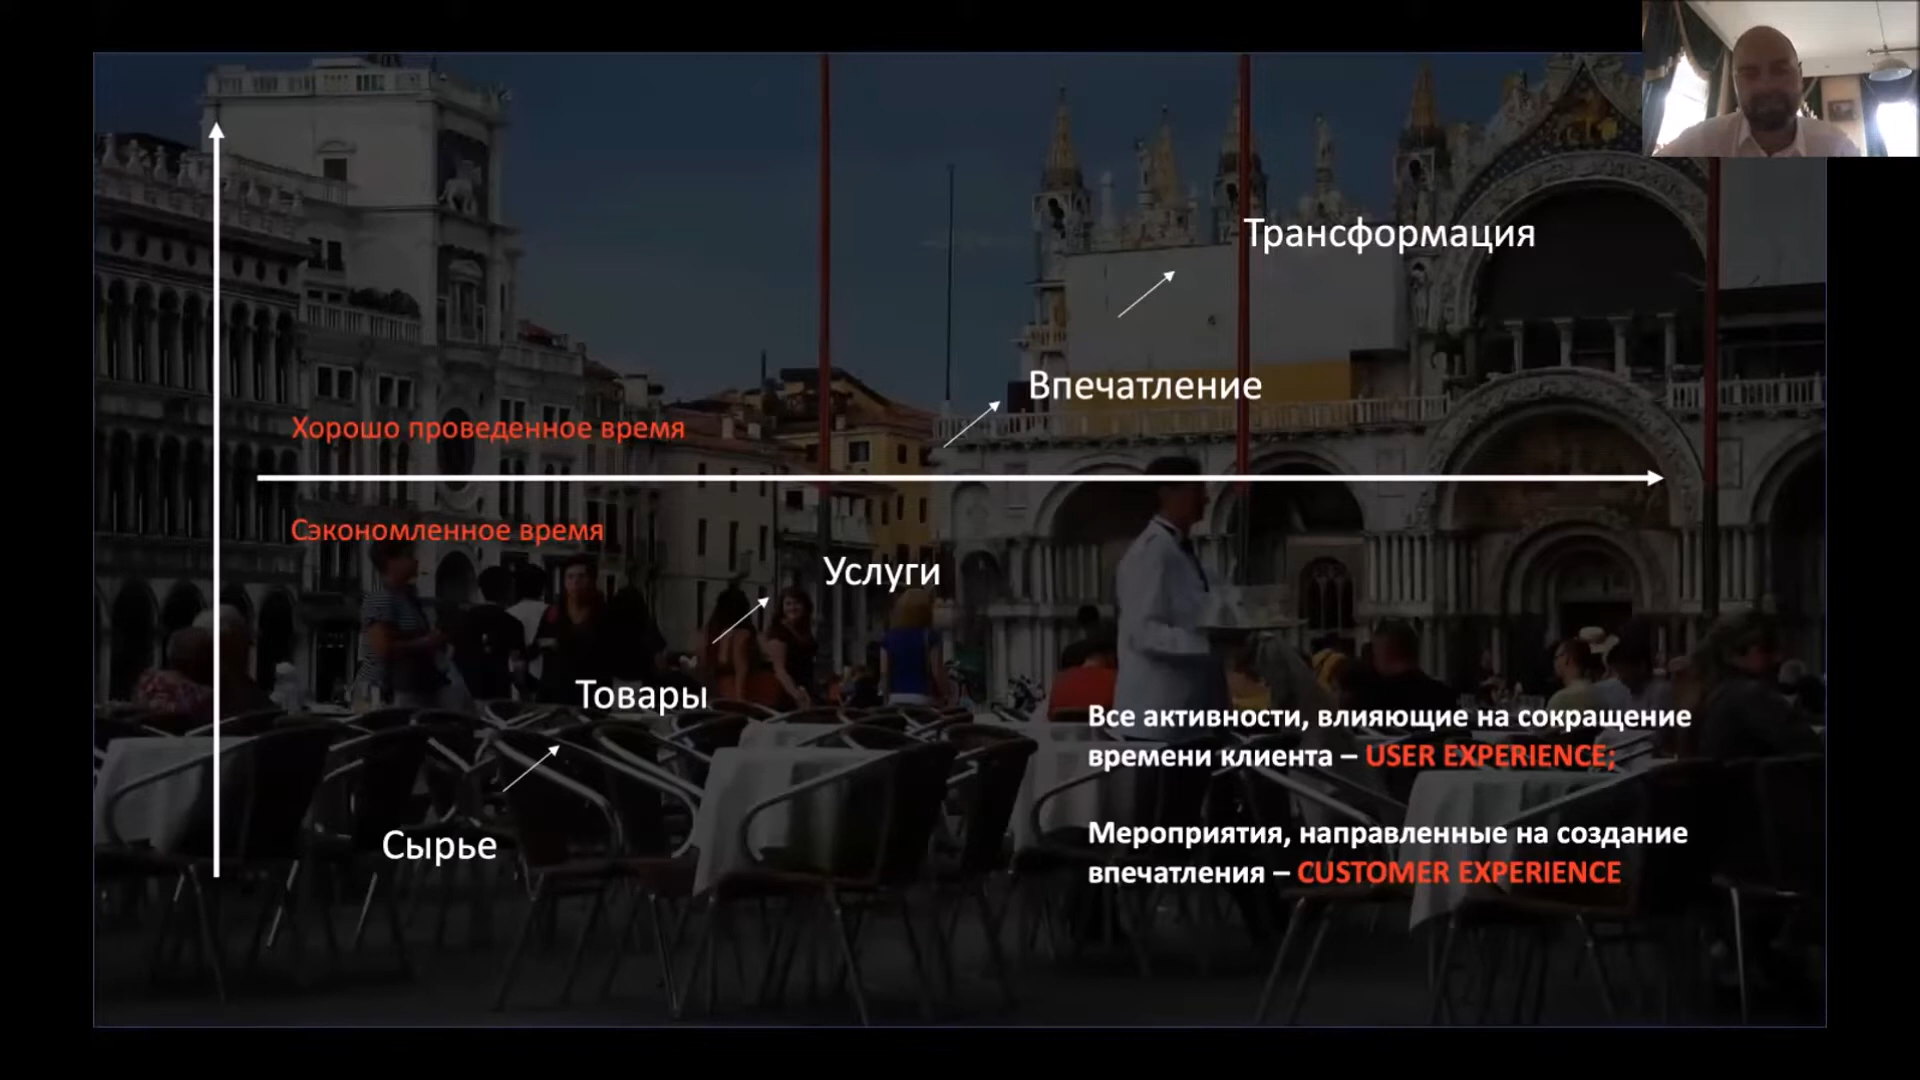 Трансформация
Впечатление
Хорошо проведенное время
Сэкономленное время
Услуги
Товары
Сырье
Все активности, влияющие на сокращение
времени клиента – USER EXPERIENCE;
Мероприятия, направленные на создание
впечатления – CUSTOMER EXPERIENCE